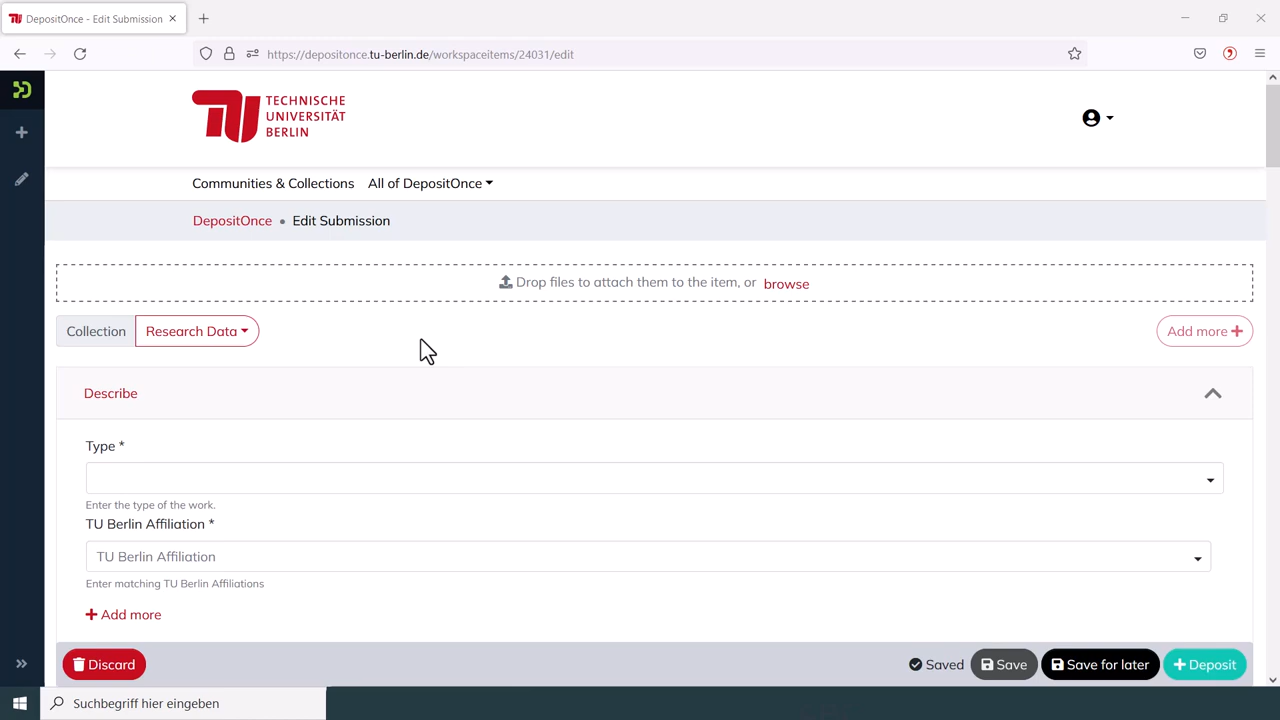 DepositOnce - Edit Submission
https://depositonce.tu-berlin.de/workspaceitems/24031/edit
TECHNISCHE
UNIVERSITÄT
BERLIN
Communities & Collections All of DepositOnce
DepositOnce • Edit Submission
Drop files to attach them to the item, or browse
Collection Research Data Add more
Describe
Type *
Enter the type of the work.
TU Berlin Affiliation *
TU Berlin Affiliation
Enter matching TU Berlin Affiliations
Add more
Discard Saved Save Save for later Deposit
Suchbegriff hier eingeben